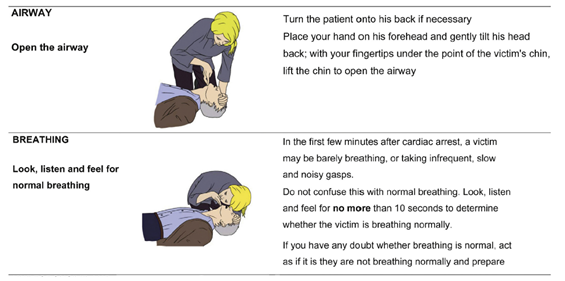 AIRWAY
Open the airway
Turn the patient onto his back if necessary
Place your hand on his forehead and gently tilt his head
back; with your fingertips under the point of the victim's chin,
lift the chin to open the airway
BREATHING
Look, listen and feel for
normal breathing
In the first few minutes after cardiac arrest, a victim
may be barely breathing, or taking infrequent, slow
and noisy gasps.
Do not confuse this with normal breathing. Look, listen
and feel for no more than 10 seconds to determine
whether the victim is breathing normally.
If you have any doubt whether breathing is normal, act
as if it is they are not breathing normally and prepare